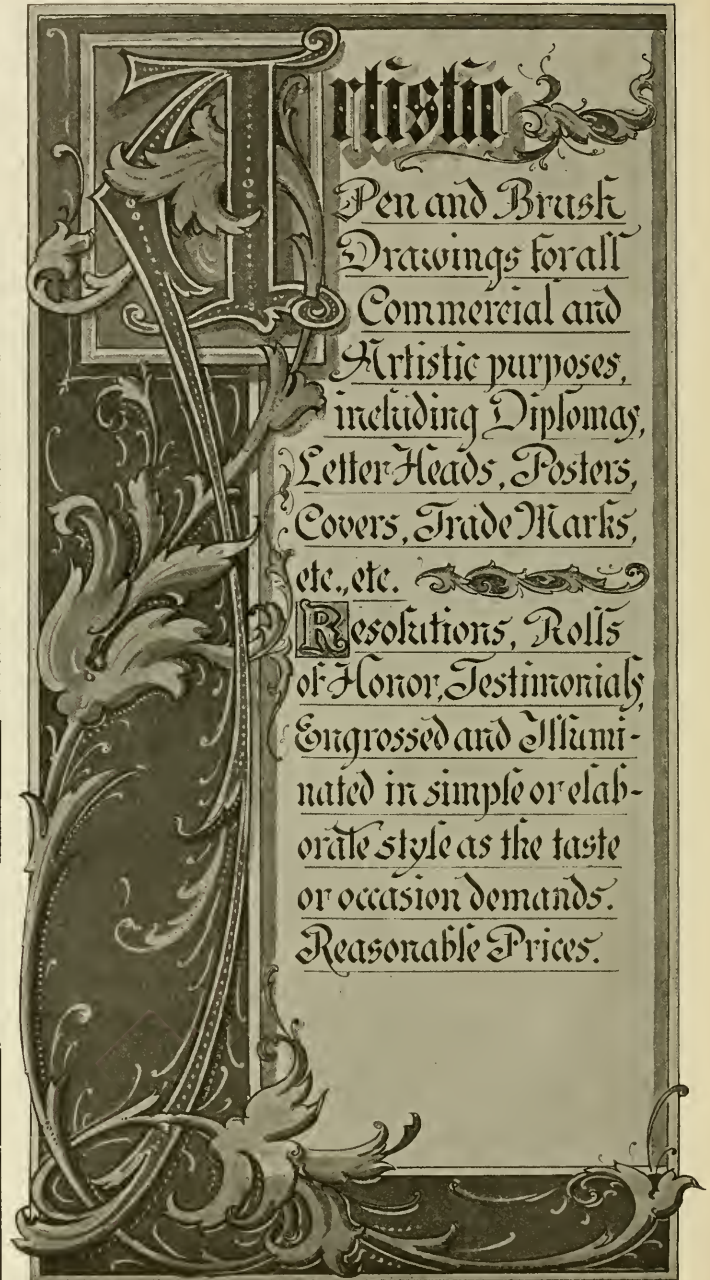 Artistic
Pen and Brush
Drawings for all
Commercial and
Artistic purposes,
including Diplomas,
Letter Heads, Posters,
Covers, Trade Marks,
etc., etc.
Resolutions, Rolls
of Honor, Testimonials,
Engrossed and Illumi-
nated in simple or elab-
orate style as the taste
or occasion demands.
Reasonable Prices.